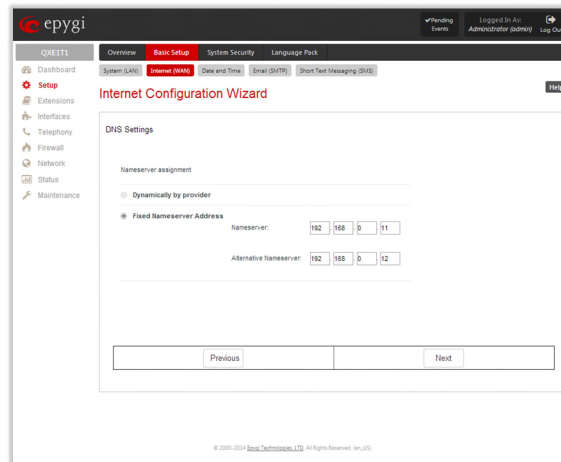 epygi
Pending Events
Logged In As:
Administrator (admin)
Log Ou
QXE1T1
Overview Basic Setup System Security Language Pack
Dashboard
System (LAN) Internet (WAN) Date and Time Email (SMTP) Short Text Messaging (SMS)
Setup
Internet Configuration Wizard
Help
Extensions
Interfaces
Telephony
Firewall
Network
Status
Maintenance
DNS Settings
Nameserver assignment
Dynamically by provider
Fixed Nameserver Address
Nameserver: 192 . 168 . 0 . 11
Alternative Nameserver: 192 . 168 . 0 . 12
Previous Next
© 2000-2014 Epygi Technologies, LTD. All Rights Reserved. (en_US)